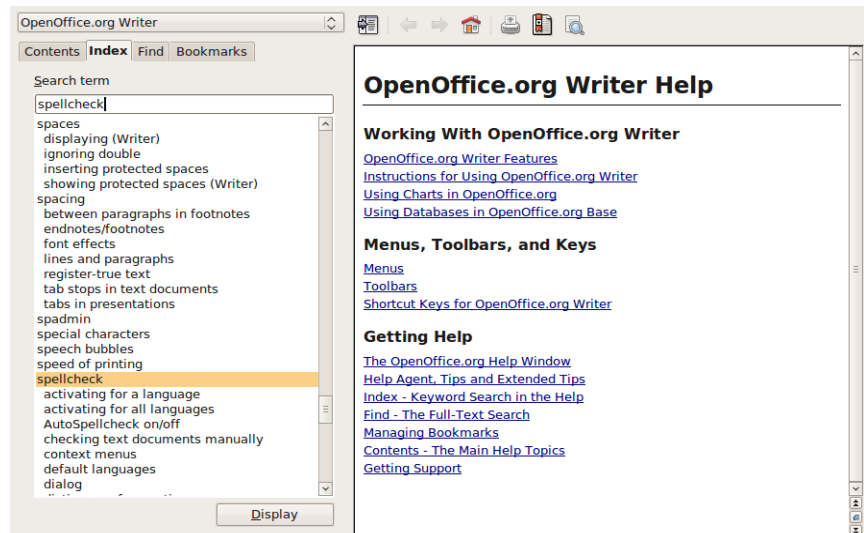 OpenOffice.org Writer
Contents Index Find Bookmarks
Search term
spellcheck
spaces
displaying (Writer)
ignoring double
inserting protected spaces
showing protected spaces (Writer)
spacing
between paragraphs in footnotes
endnotes/footnotes
font effects
lines and paragraphs
register-true text
tab stops in text documents
tabs in presentations
spadmin
special characters
speech bubbles
speed of printing
spellcheck
activating for a language
activating for all languages
AutoSpellcheck on/off
checking text documents manually
context menus
default languages
dialog
Display
OpenOffice.org Writer Help
Working With OpenOffice.org Writer
OpenOffice.org Writer Features
Instructions for Using OpenOffice.org Writer
Using Charts in OpenOffice.org
Using Databases in OpenOffice.org Base
Menus, Toolbars, and Keys
Menus
Toolbars
Shortcut Keys for OpenOffice.org Writer
Getting Help
The OpenOffice.org Help Window
Help Agent, Tips and Extended Tips
Index - Keyword Search in the Help
Find - The Full-Text Search
Managing Bookmarks
Contents - The Main Help Topics
Getting Support